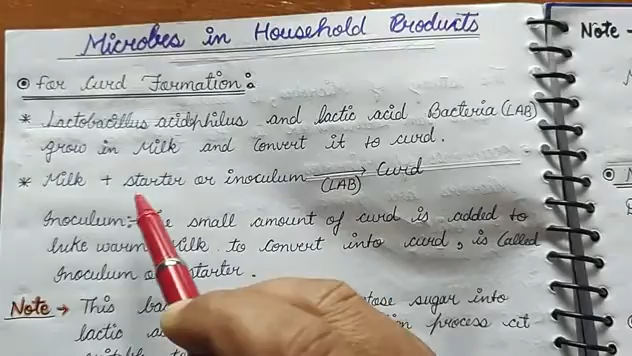 Microbes in Household Products
Note -
For Curd Formation:
* Lactobacillus acidphilus and lactic acid Bacteria (LAB)
grow in Milk and convert it to curd.
* Milk + starter or inoculum → Curd
(LAB)
Inoculum:- small amount of curd is added to
luke warm milk to convert into curd, is Called
Inoculum starter.
Note → This sugar into
lactic process